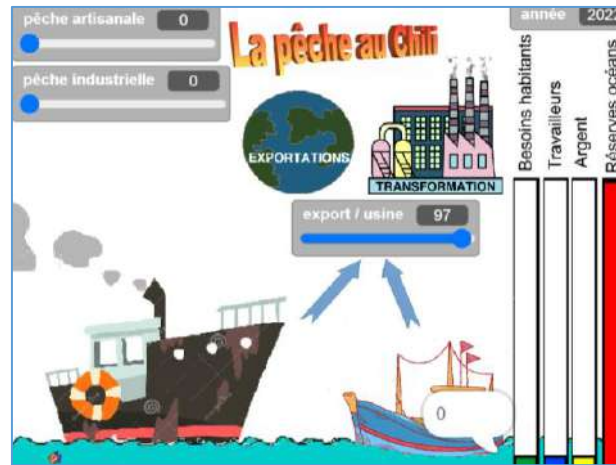 pêche artisanale 0
pêche industrielle 0
La pêche au Chili
année 2022
EXPORTATIONS
TRANSFORMATION
export / usine 97
Besoins habitants
Travailleurs
Argent
Réserves océans
0